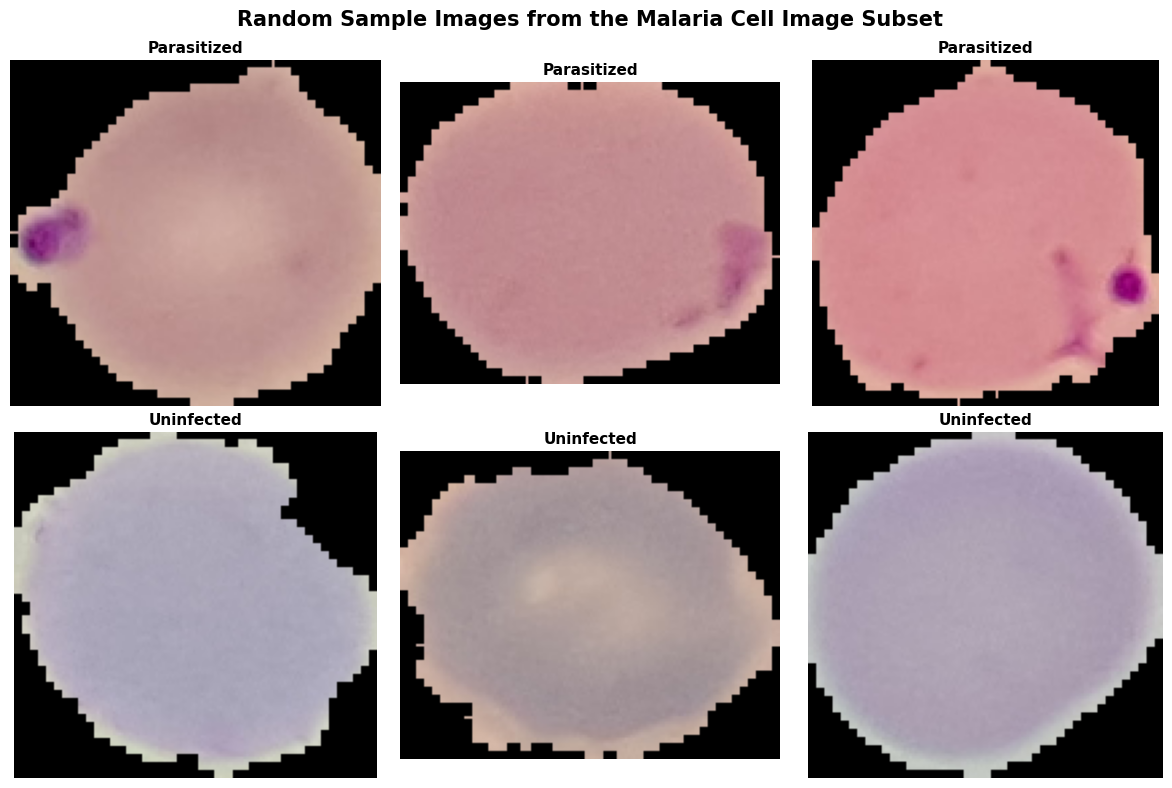 Random Sample Images from the Malaria Cell Image Subset
Parasitized
Parasitized
Parasitized
Uninfected
Uninfected
Uninfected